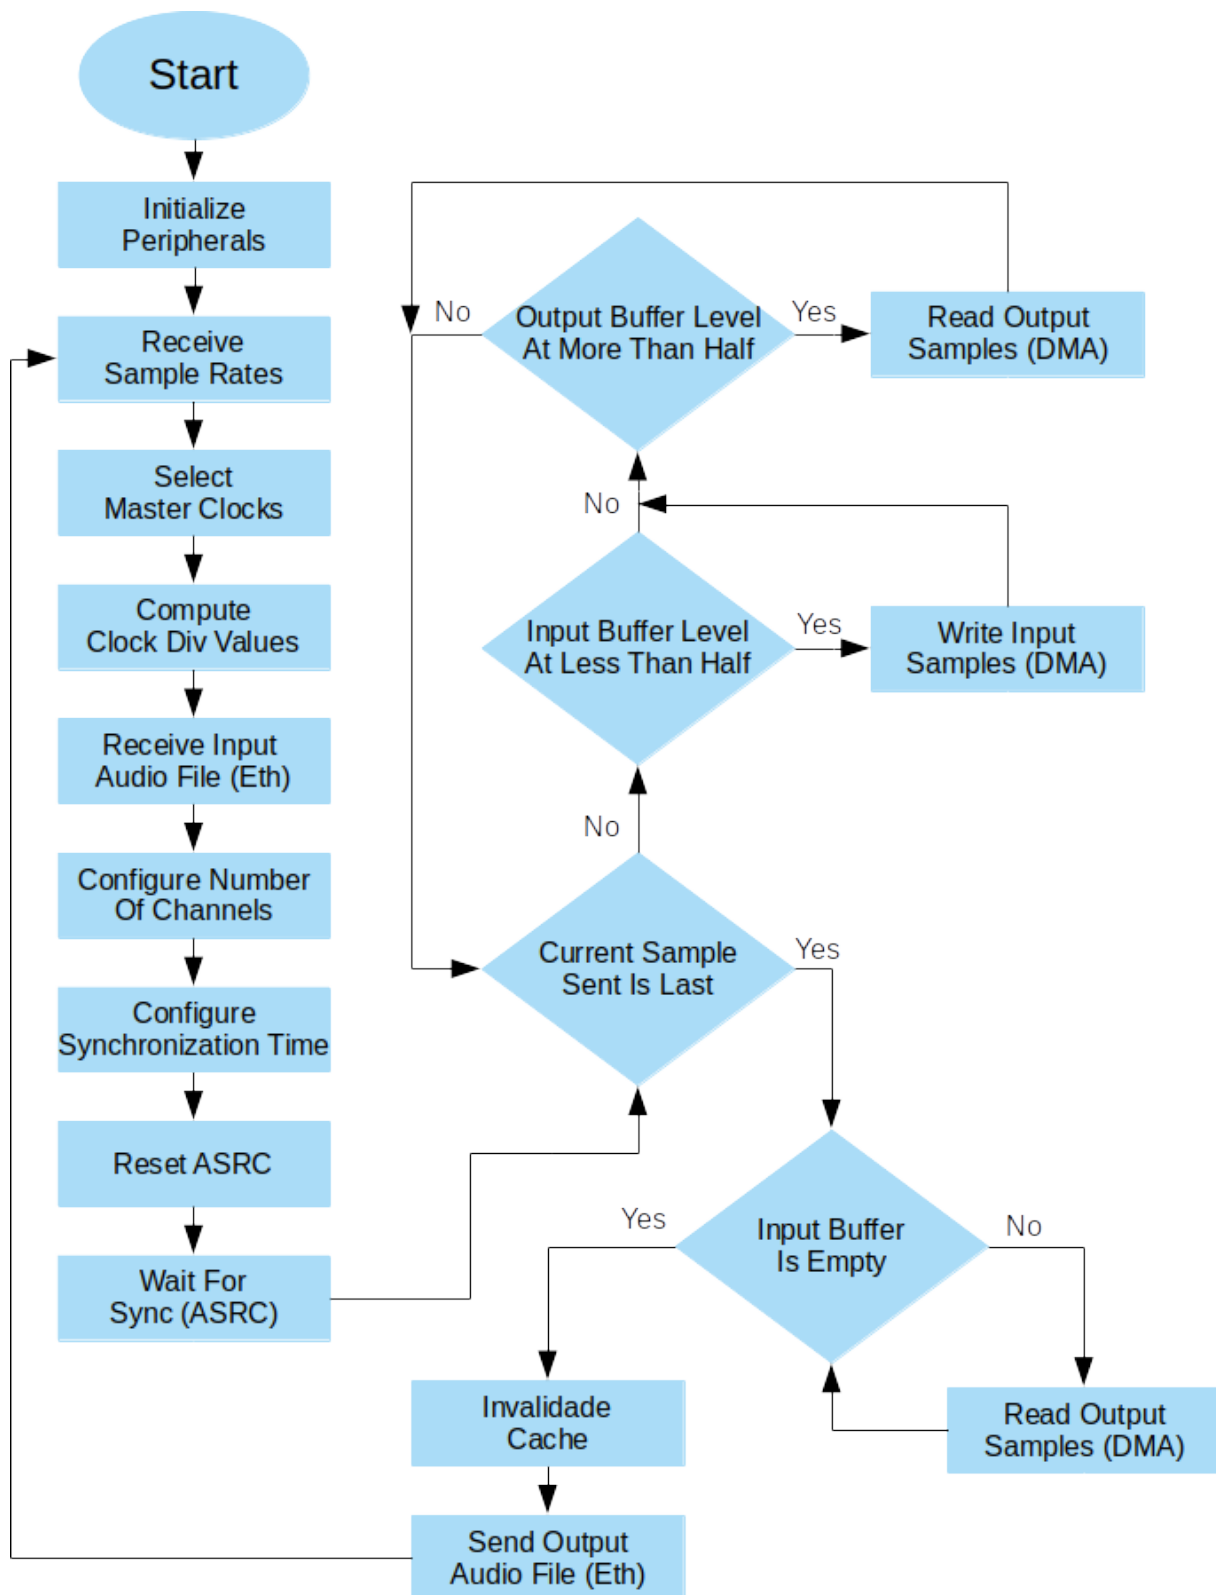 Start
Initialize
Peripherals
Receive
Sample Rates
Select
Master Clocks
Compute
Clock Div Values
Receive Input
Audio File (Eth)
Configure Number
Of Channels
Configure
Synchronization Time
Reset ASRC
Wait For
Sync (ASRC)
No
Output Buffer Level
At More Than Half
Yes
Read Output
Samples (DMA)
No
Input Buffer Level
At Less Than Half
Yes
Write Input
Samples (DMA)
No
Current Sample
Sent Is Last
Yes
Yes
Input Buffer
Is Empty
No
Invalidade
Cache
Read Output
Samples (DMA)
Send Output
Audio File (Eth)